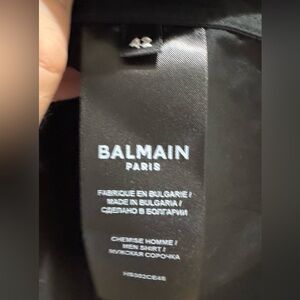 42
BALMAIN
PARIS
FABRIQUE EN BULGARIE /
MADE IN BULGARIA /
СДЕЛАНО В БОЛГАРИИ
CHEMISE HOMME /
MEN SHIRT /
МУЖСКАЯ СОРОЧКА